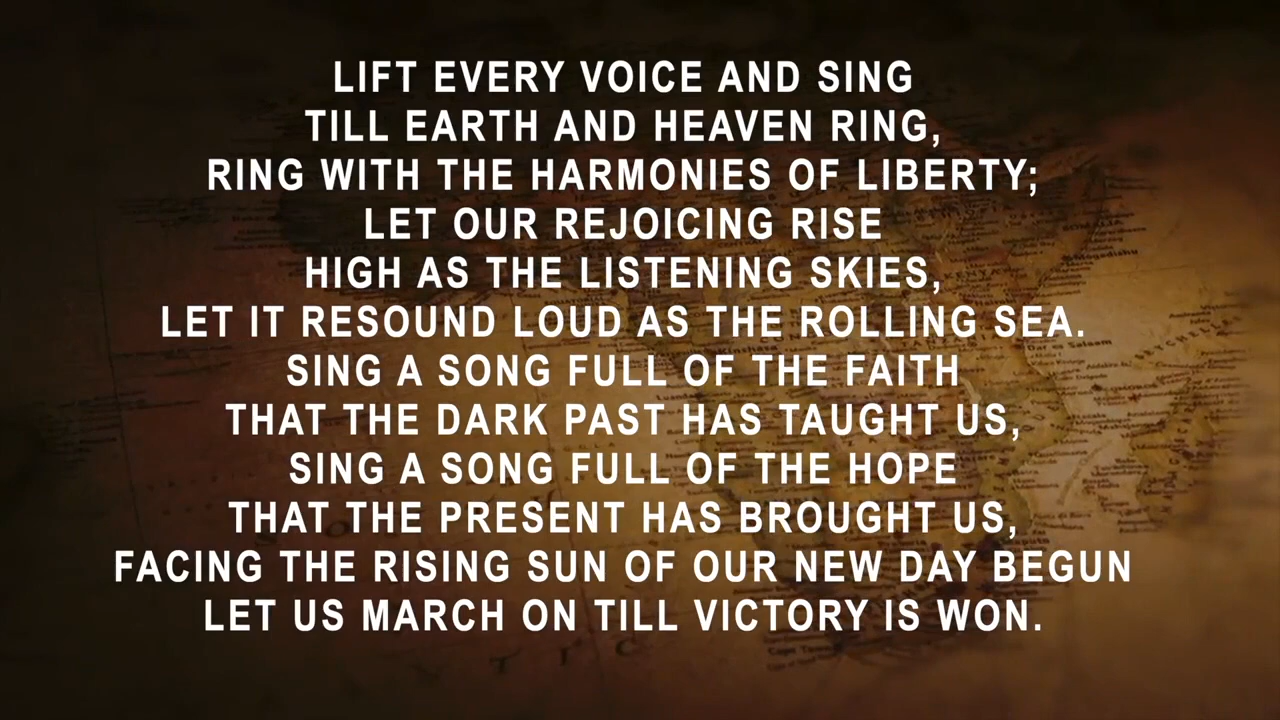 LIFT EVERY VOICE AND SING
TILL EARTH AND HEAVEN RING,
RING WITH THE HARMONIES OF LIBERTY;
LET OUR REJOICING RISE
HIGH AS THE LISTENING SKIES,
LET IT RESOUND LOUD AS THE ROLLING SEA.
SING A SONG FULL OF THE FAITH
THAT THE DARK PAST HAS TAUGHT US,
SING A SONG FULL OF THE HOPE
THAT THE PRESENT HAS BROUGHT US,
FACING THE RISING SUN OF OUR NEW DAY BEGUN
LET US MARCH ON TILL VICTORY IS WON.